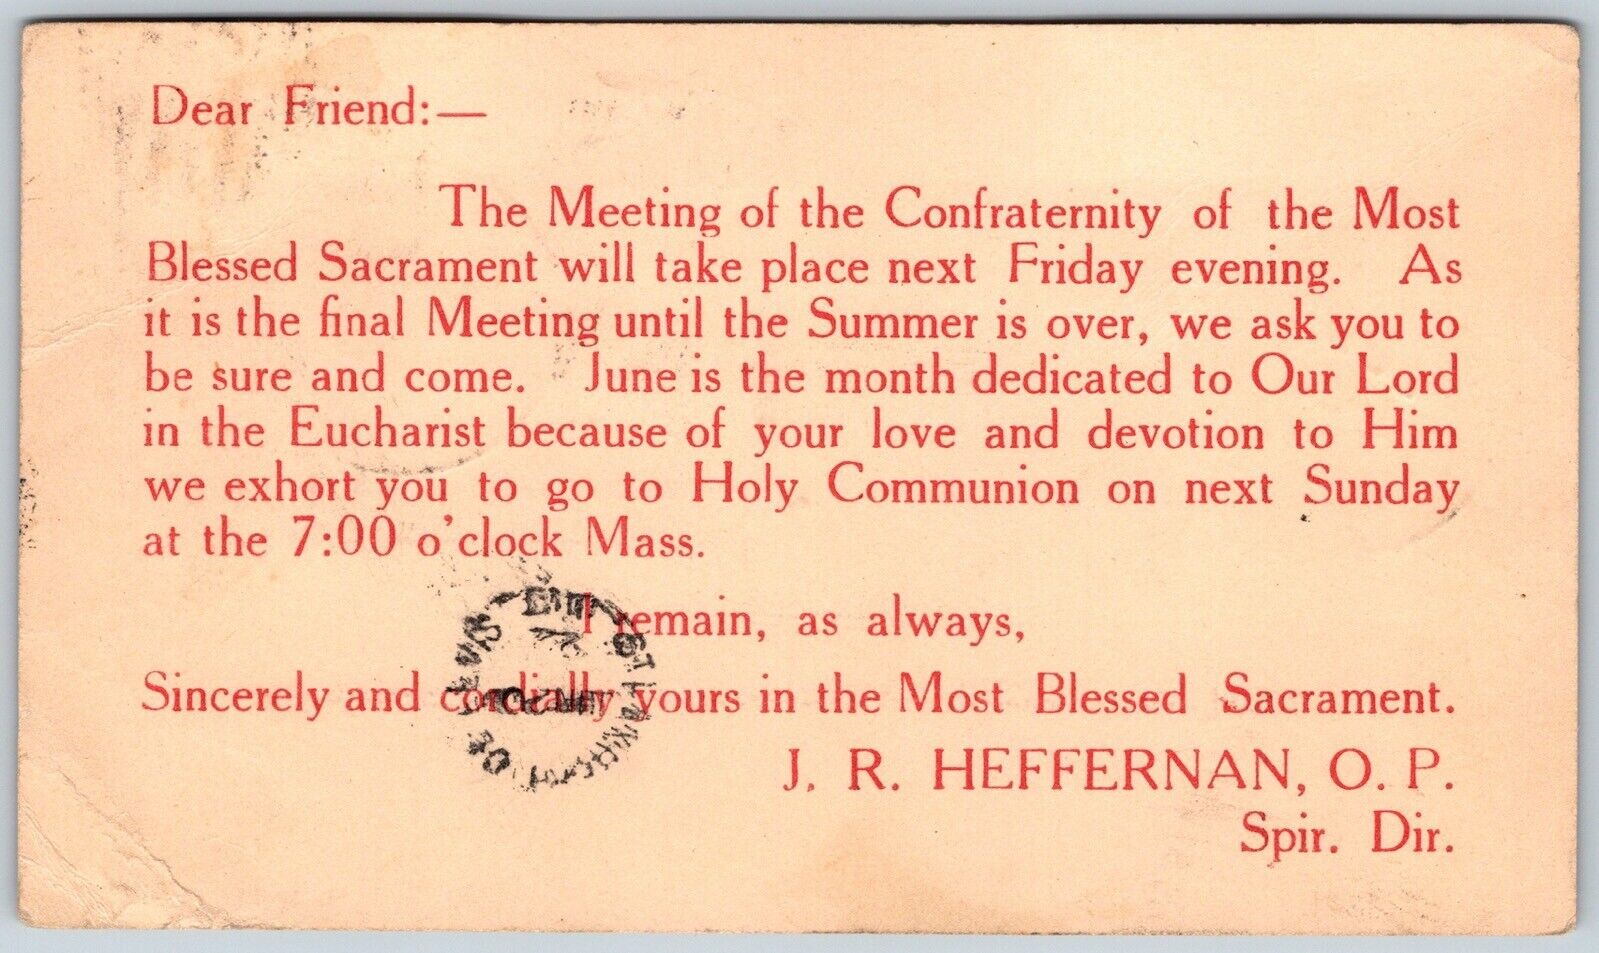 Dear Friend:—
The Meeting of the Confraternity of the Most
Blessed Sacrament will take place next Friday evening. As
it is the final Meeting until the Summer is over, we ask you to
be sure and come. June is the month dedicated to Our Lord
in the Eucharist because of your love and devotion to Him
we exhort you to go to Holy Communion on next Sunday
at the 7:00 o'clock Mass.
I remain, as always,
Sincerely and cordially yours in the Most Blessed Sacrament.
J. R. HEFFERNAN, O. P.
Spir. Dir.